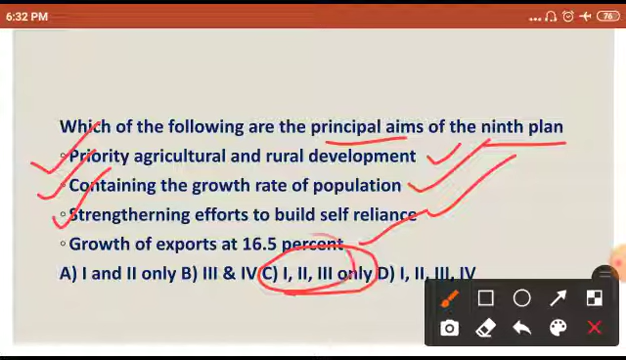 6:32 PM
76
Which of the following are the principal aims of the ninth plan
◦Priority agricultural and rural development
◦Containing the growth rate of population
◦Strengtherning efforts to build self reliance
◦Growth of exports at 16.5 percent
A) I and II only B) III & IV C) I, II, III only D) I, II, III, IV